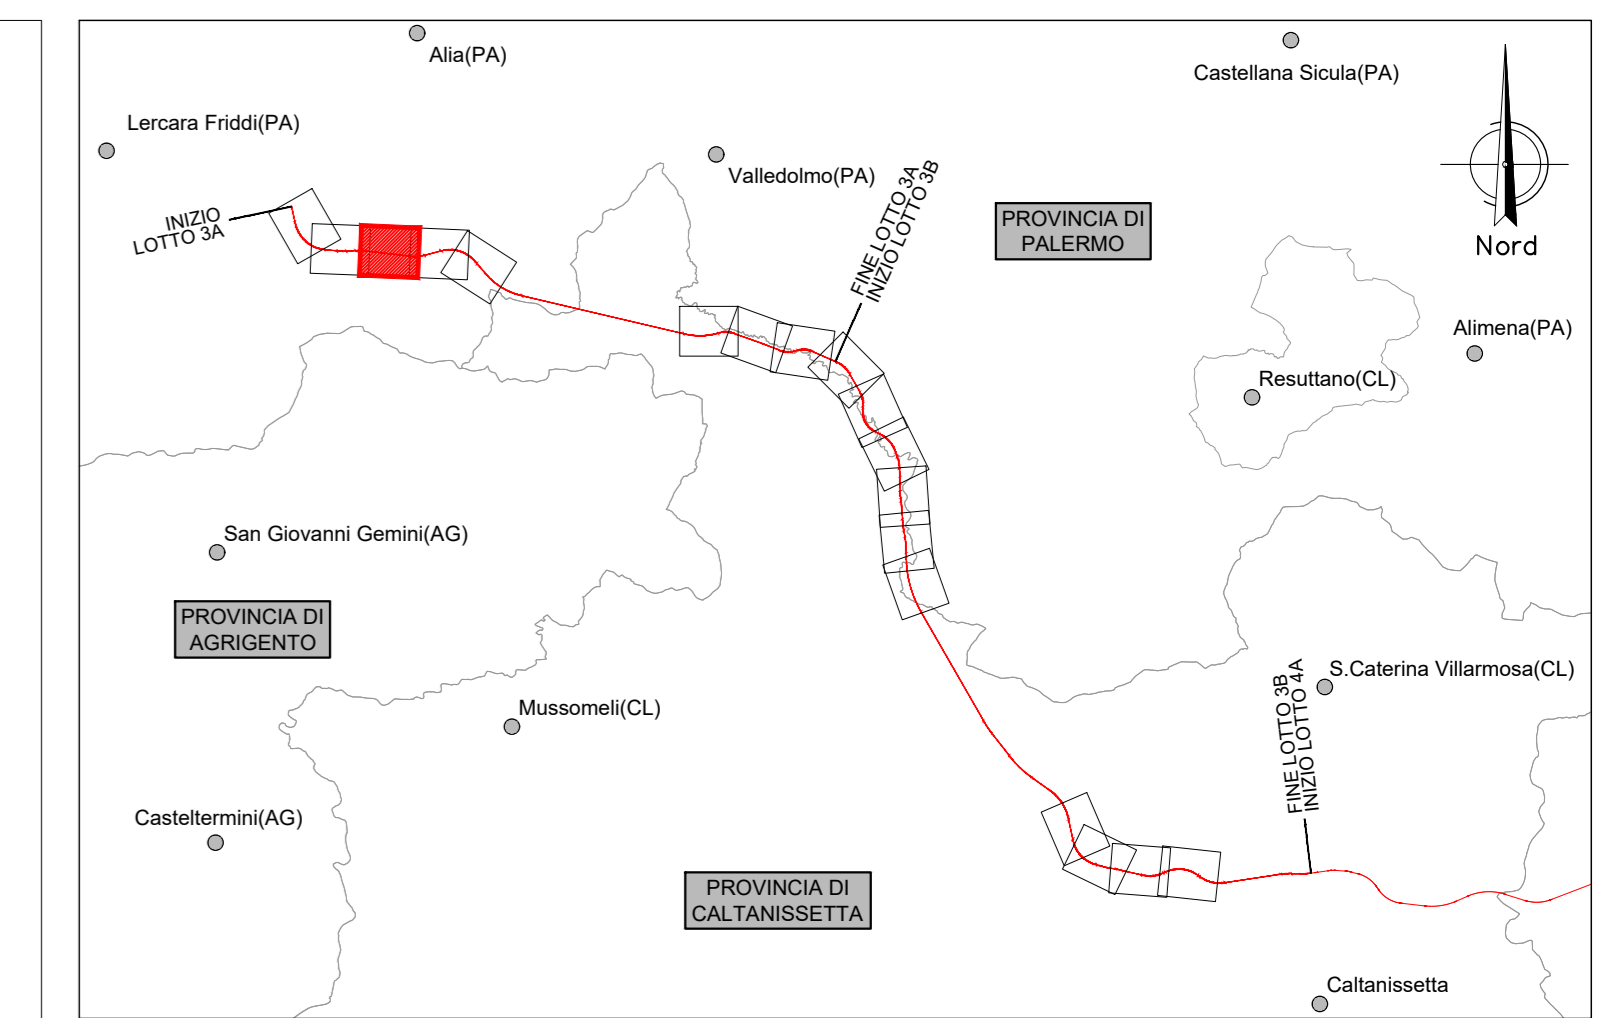 Alia(PA)
Castellana Sicula(PA)
Lercara Friddi(PA)
Valledolmo(PA)
INIZIO
LOTTO 3A
FINE LOTTO 3A
INIZIO LOTTO 3B
PROVINCIA DI
PALERMO
Nord
Alimena(PA)
Resuttano(CL)
San Giovanni Gemini(AG)
PROVINCIA DI
AGRIGENTO
S.Caterina Villarmosa(CL)
Mussomeli(CL)
FINE LOTTO 3B
INIZIO LOTTO 4A
Casteltermini(AG)
PROVINCIA DI
CALTANISSETTA
Caltanissetta